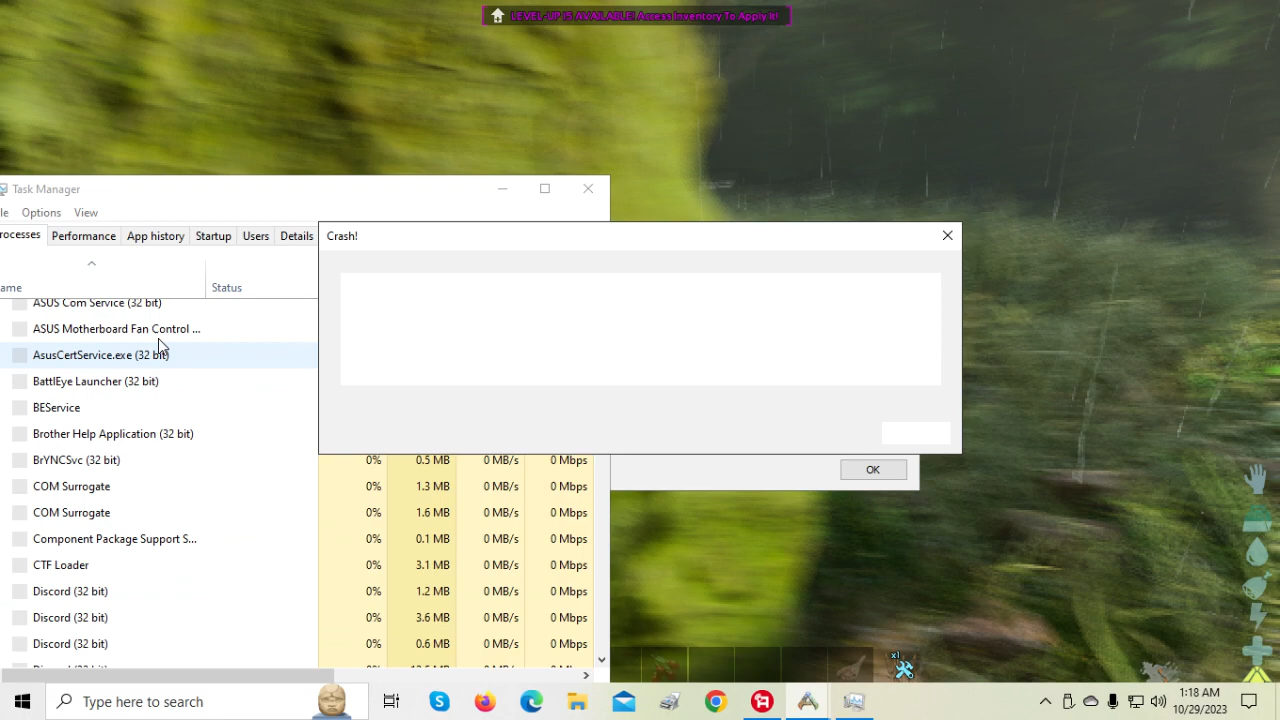 LEVEL-UP IS AVAILABLE! Access Inventory To Apply It!
Task Manager
le Options View
rocesses Performance App history Startup Users Details
ame Status
Crash!
ASUS Com Service (32 bit)
ASUS Motherboard Fan Control ...
AsusCertService.exe (32 bit)
BattlEye Launcher (32 bit)
BEService
Brother Help Application (32 bit)
BrYNCSvc (32 bit) 0% 0.5 MB 0 MB/s 0 Mbps
OK
COM Surrogate 0% 1.3 MB 0 MB/s 0 Mbps
COM Surrogate 0% 1.6 MB 0 MB/s 0 Mbps
Component Package Support S... 0% 0.1 MB 0 MB/s 0 Mbps
CTF Loader 0% 3.1 MB 0 MB/s 0 Mbps
Discord (32 bit) 0% 1.2 MB 0 MB/s 0 Mbps
Discord (32 bit) 0% 3.6 MB 0 MB/s 0 Mbps
Discord (32 bit) 0% 0.6 MB 0 MB/s 0 Mbps
x1
Type here to search
1:18 AM
10/29/2023